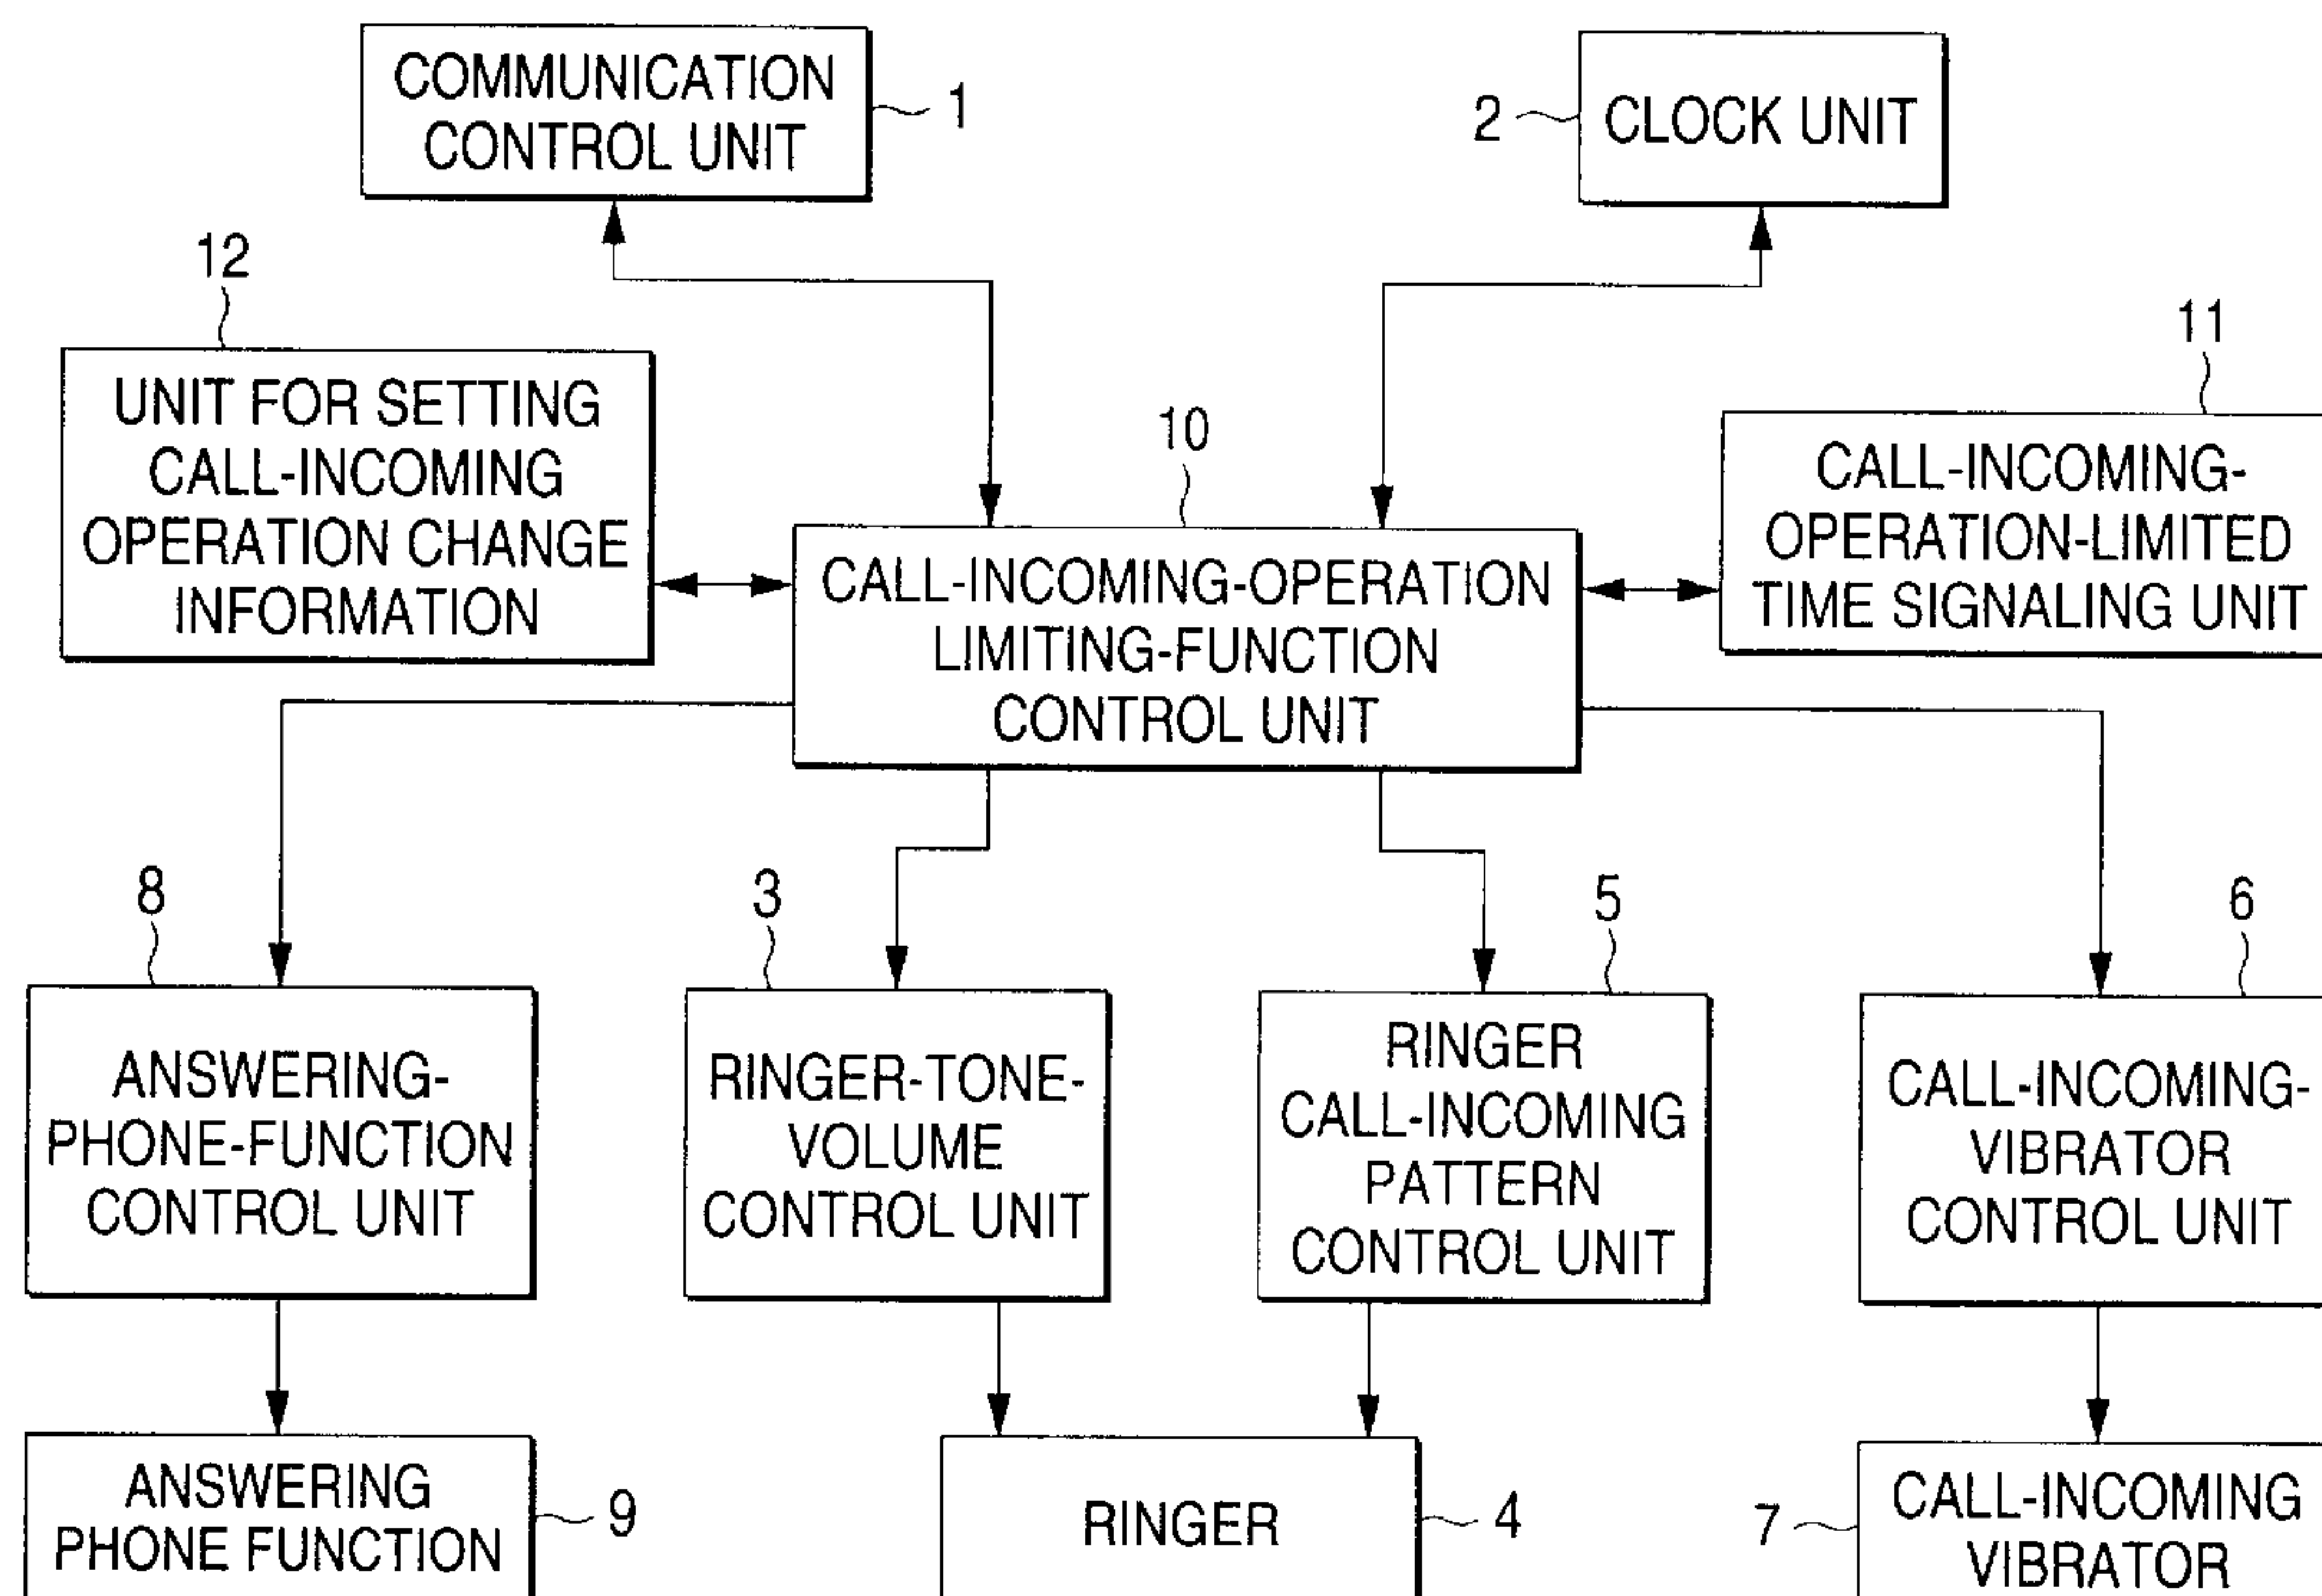 COMMUNICATION
CONTROL UNIT
1
2
CLOCK UNIT
12
UNIT FOR SETTING
CALL-INCOMING
OPERATION CHANGE
INFORMATION
10
CALL-INCOMING-OPERATION
LIMITING-FUNCTION
CONTROL UNIT
11
CALL-INCOMING-
OPERATION-LIMITED
TIME SIGNALING UNIT
8
ANSWERING-
PHONE-FUNCTION
CONTROL UNIT
3
RINGER-TONE-
VOLUME
CONTROL UNIT
5
RINGER
CALL-INCOMING
PATTERN
CONTROL UNIT
6
CALL-INCOMING-
VIBRATOR
CONTROL UNIT
ANSWERING
PHONE FUNCTION
9
RINGER
4
7
CALL-INCOMING
VIBRATOR